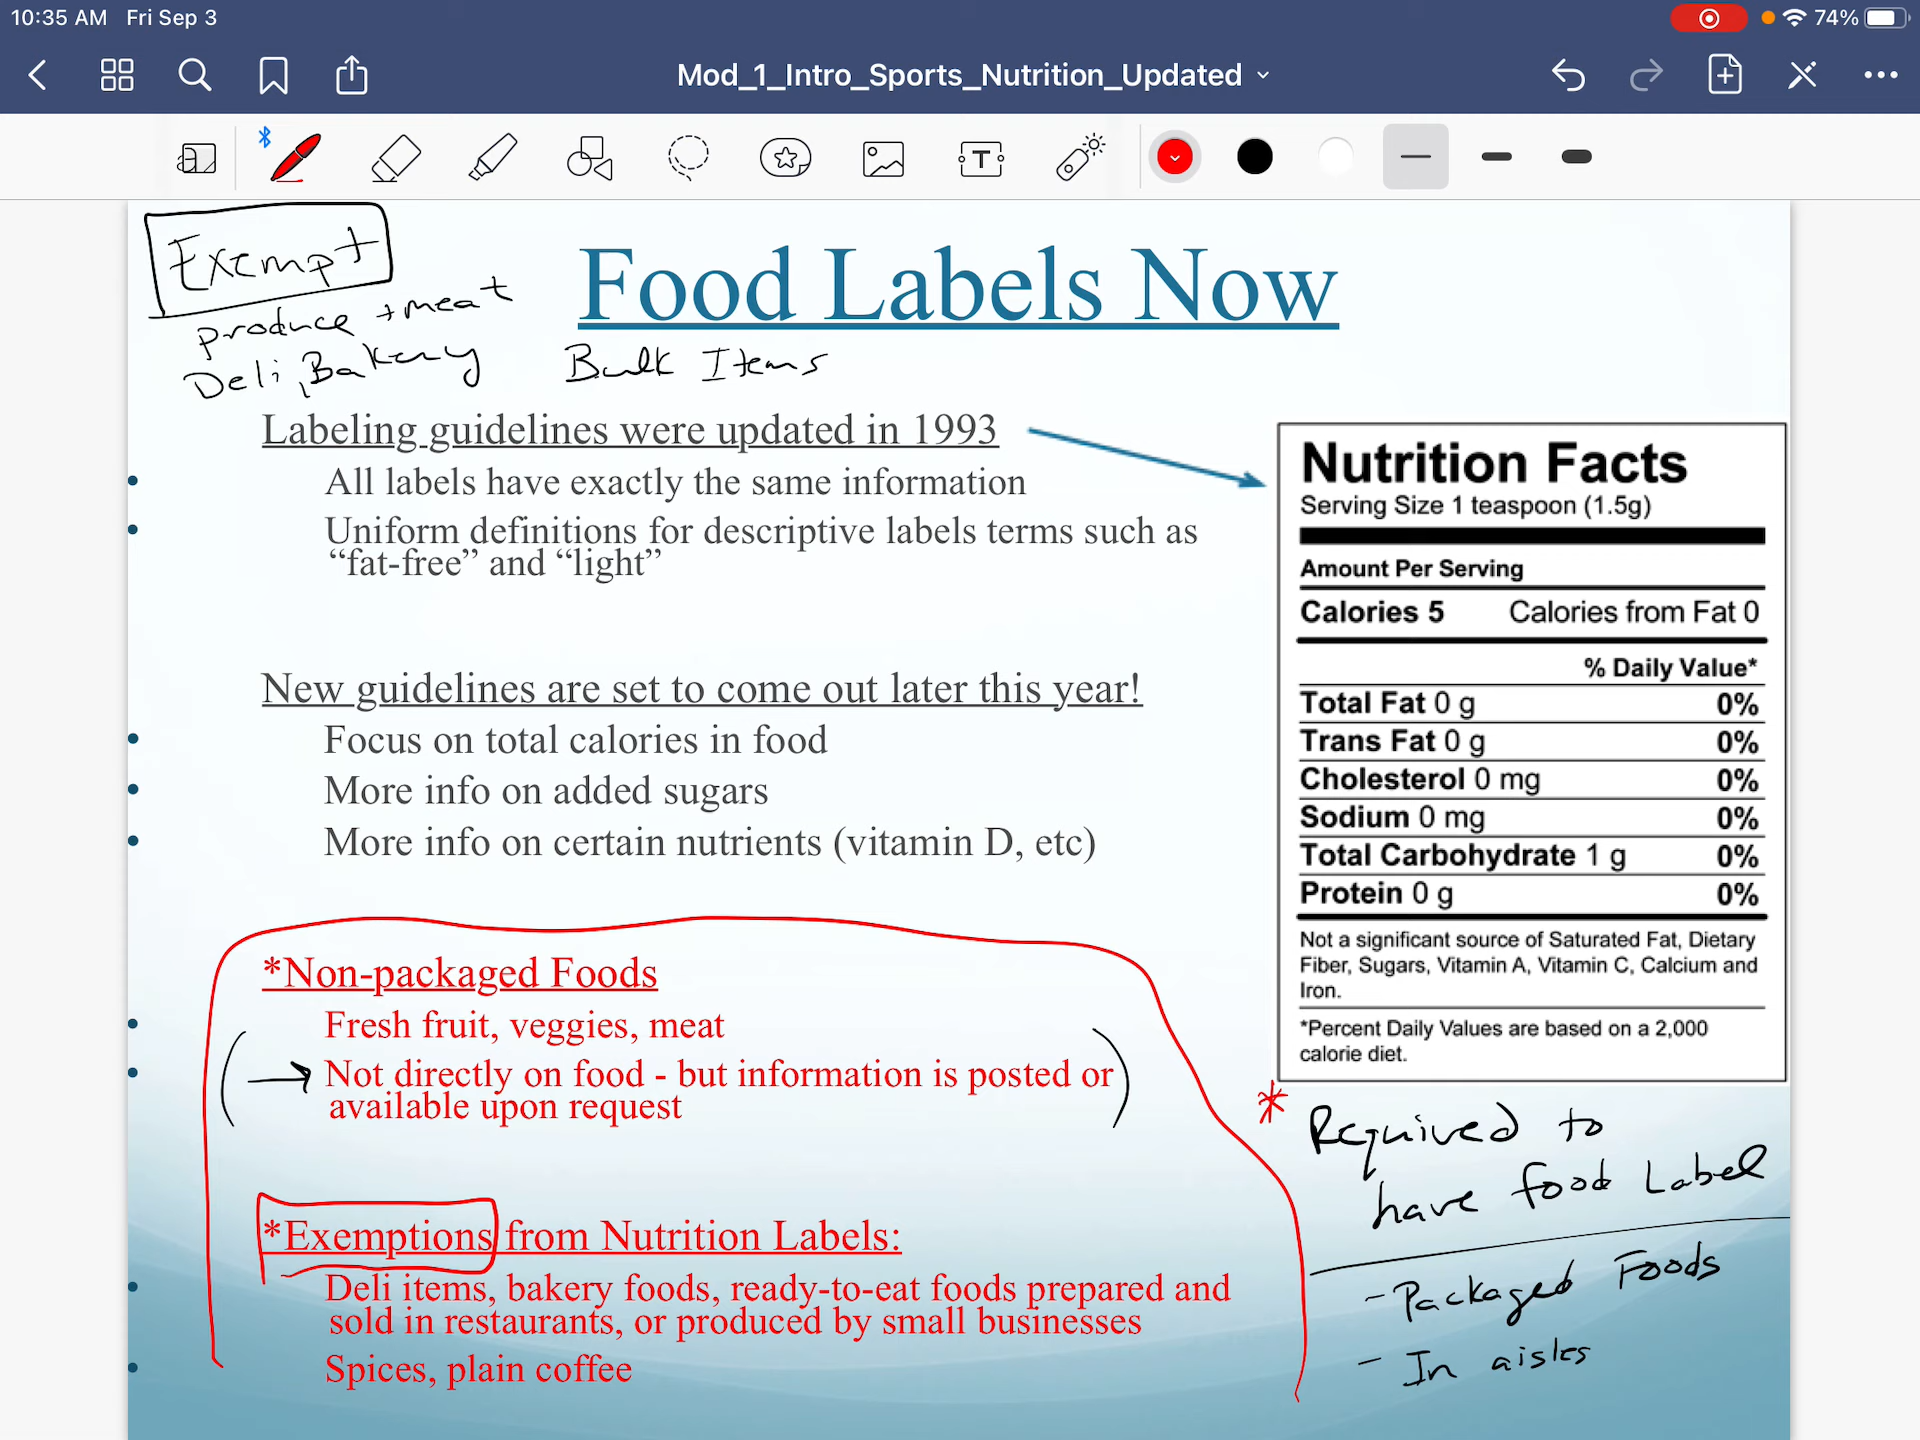 10:35 AM Fri Sep 3
74%
Mod_1_Intro_Sports_Nutrition_Updated
Exempt
produce + meat
Deli, Bakery
Bulk Items
Food Labels Now
Labeling guidelines were updated in 1993
• All labels have exactly the same information
• Uniform definitions for descriptive labels terms such as
“fat-free” and “light”
New guidelines are set to come out later this year!
• Focus on total calories in food
• More info on added sugars
• More info on certain nutrients (vitamin D, etc)
*Non-packaged Foods
• Fresh fruit, veggies, meat
• Not directly on food - but information is posted or
available upon request
*Exemptions from Nutrition Labels:
• Deli items, bakery foods, ready-to-eat foods prepared and
sold in restaurants, or produced by small businesses
• Spices, plain coffee
Nutrition Facts
Serving Size 1 teaspoon (1.5g)
Amount Per Serving
Calories 5 Calories from Fat 0
% Daily Value*
Total Fat 0 g 0%
Trans Fat 0 g 0%
Cholesterol 0 mg 0%
Sodium 0 mg 0%
Total Carbohydrate 1 g 0%
Protein 0 g 0%
Not a significant source of Saturated Fat, Dietary
Fiber, Sugars, Vitamin A, Vitamin C, Calcium and
Iron.
*Percent Daily Values are based on a 2,000
calorie diet.
* Required to
have food Label
- Packaged Foods
- In aisles